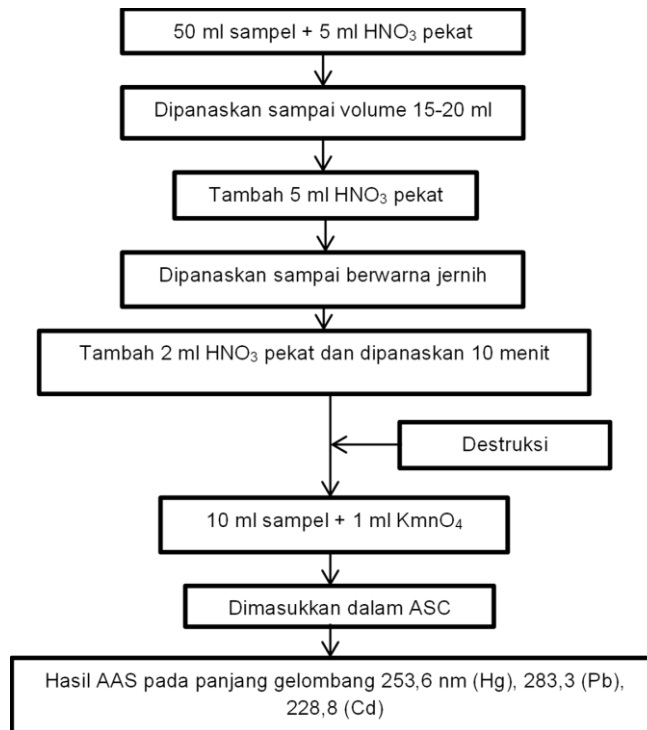 50 ml sampel + 5 ml HNO₃ pekat
Dipanaskan sampai volume 15-20 ml
Tambah 5 ml HNO₃ pekat
Dipanaskan sampai berwarna jernih
Tambah 2 ml HNO₃ pekat dan dipanaskan 10 menit
Destruksi
10 ml sampel + 1 ml KmnO₄
Dimasukkan dalam ASC
Hasil AAS pada panjang gelombang 253,6 nm (Hg), 283,3 (Pb),
228,8 (Cd)